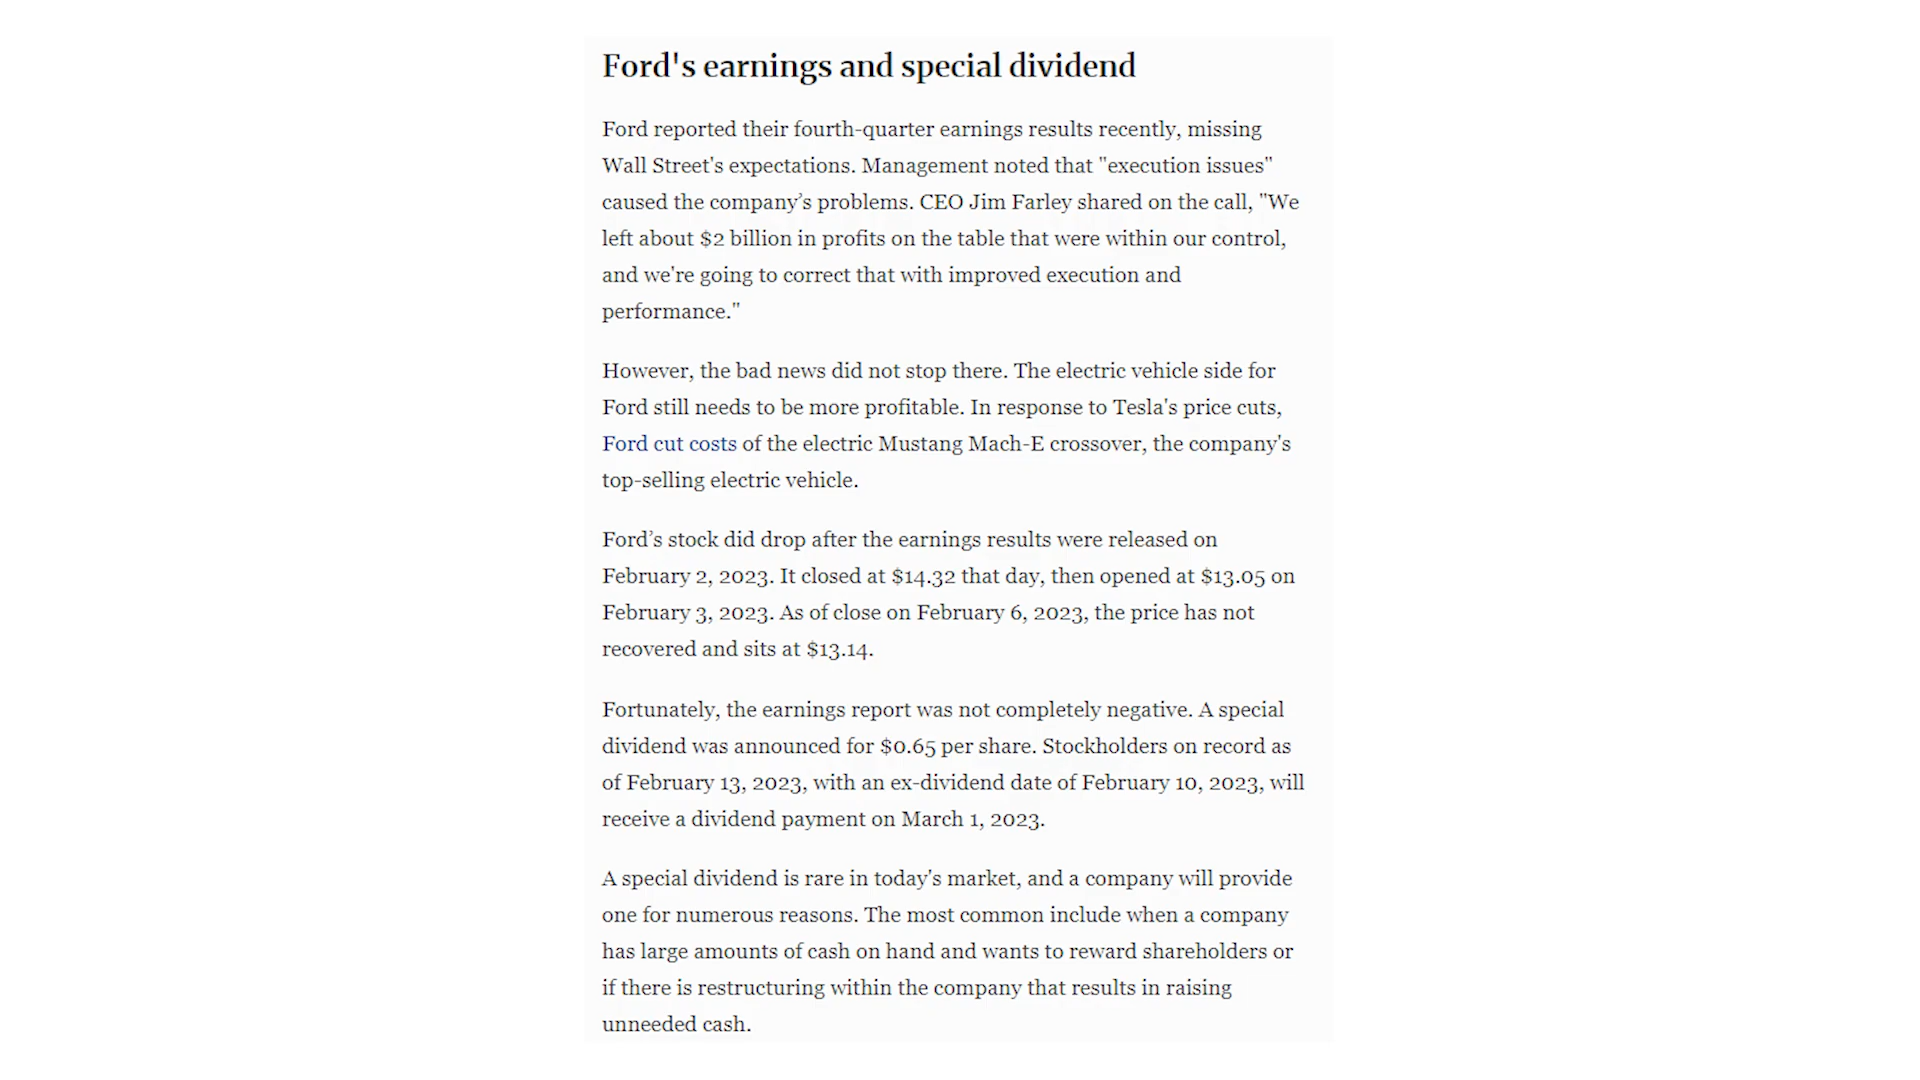 Ford's earnings and special dividend
Ford reported their fourth-quarter earnings results recently, missing
Wall Street's expectations. Management noted that "execution issues"
caused the company’s problems. CEO Jim Farley shared on the call, "We
left about $2 billion in profits on the table that were within our control,
and we're going to correct that with improved execution and
performance."
However, the bad news did not stop there. The electric vehicle side for
Ford still needs to be more profitable. In response to Tesla's price cuts,
Ford cut costs of the electric Mustang Mach-E crossover, the company's
top-selling electric vehicle.
Ford’s stock did drop after the earnings results were released on
February 2, 2023. It closed at $14.32 that day, then opened at $13.05 on
February 3, 2023. As of close on February 6, 2023, the price has not
recovered and sits at $13.14.
Fortunately, the earnings report was not completely negative. A special
dividend was announced for $0.65 per share. Stockholders on record as
of February 13, 2023, with an ex-dividend date of February 10, 2023, will
receive a dividend payment on March 1, 2023.
A special dividend is rare in today's market, and a company will provide
one for numerous reasons. The most common include when a company
has large amounts of cash on hand and wants to reward shareholders or
if there is restructuring within the company that results in raising
unneeded cash.